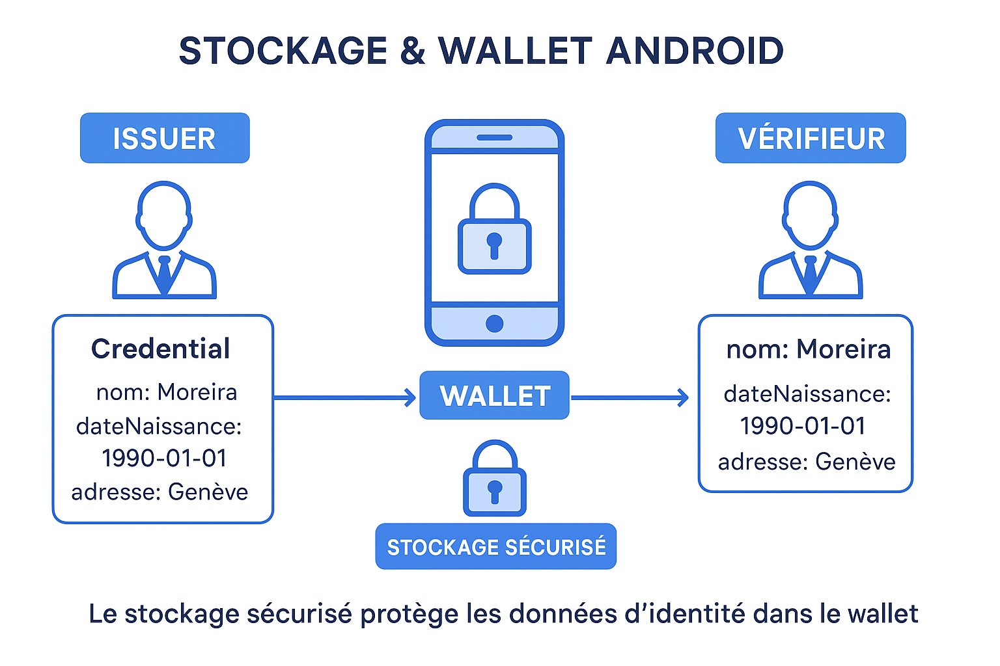 STOCKAGE & WALLET ANDROID
ISSUER
Credential
nom: Moreira
dateNaissance:
1990-01-01
adresse: Genève
WALLET
STOCKAGE SÉCURISÉ
VÉRIFIEUR
nom: Moreira
dateNaissance:
1990-01-01
adresse: Genève
Le stockage sécurisé protège les données d’identité dans le wallet